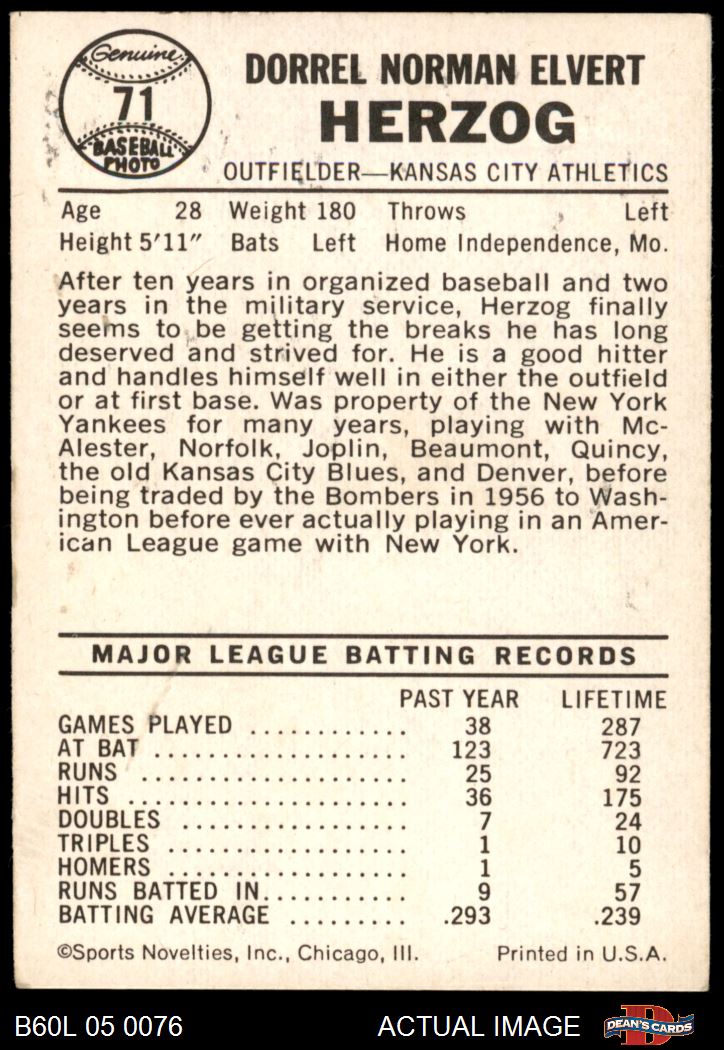 Genuine
71
BASEBALL
PHOTO
DORREL NORMAN ELVERT
HERZOG
OUTFIELDER—KANSAS CITY ATHLETICS
Age 28 Weight 180 Throws Left
Height 5'11" Bats Left Home Independence, Mo.
After ten years in organized baseball and two
years in the military service, Herzog finally
seems to be getting the breaks he has long
deserved and strived for. He is a good hitter
and handles himself well in either the outfield
or at first base. Was property of the New York
Yankees for many years, playing with Mc-
Alester, Norfolk, Joplin, Beaumont, Quincy,
the old Kansas City Blues, and Denver, before
being traded by the Bombers in 1956 to Wash-
ington before ever actually playing in an Amer-
ican League game with New York.
MAJOR LEAGUE BATTING RECORDS
PAST YEAR LIFETIME
GAMES PLAYED ............ 38 287
AT BAT ................... 123 723
RUNS .................... 25 92
HITS ..................... 36 175
DOUBLES ................ 7 24
TRIPLES ................. 1 10
HOMERS ................. 1 5
RUNS BATTED IN........... 9 57
BATTING AVERAGE ......... .293 .239
©Sports Novelties, Inc., Chicago, Ill. Printed in U.S.A.
B60L 05 0076 ACTUAL IMAGE D DEAN'S CARDS